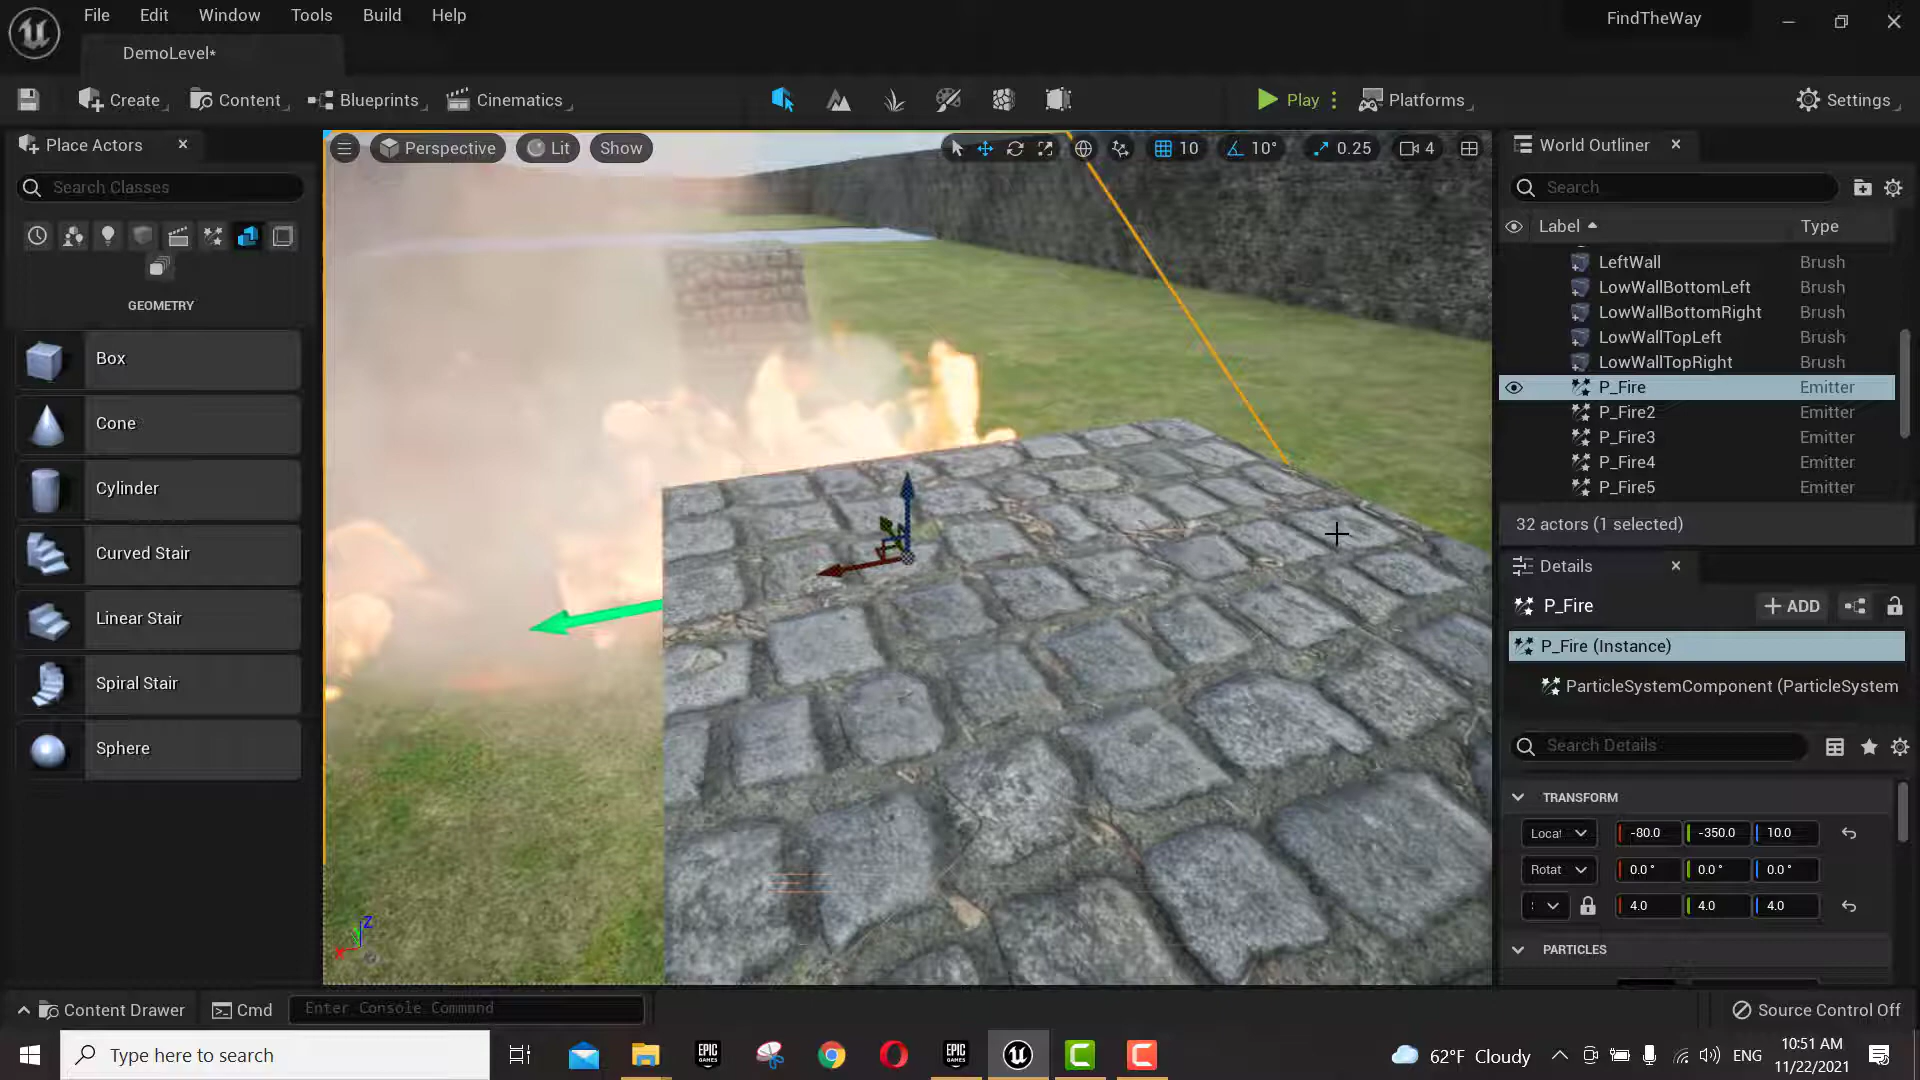 File Edit Window Tools Build Help
FindTheWay
DemoLevel*
Create Content Blueprints Cinematics Play Platforms Settings
Place Actors
Search Classes
GEOMETRY
Box
Cone
Cylinder
Curved Stair
Linear Stair
Spiral Stair
Sphere
Perspective Lit Show 10 10° 0.25 4
Z
X
World Outliner
Search
Label Type
LeftWall Brush
LowWallBottomLeft Brush
LowWallBottomRight Brush
LowWallTopLeft Brush
LowWallTopRight Brush
P_Fire Emitter
P_Fire2 Emitter
P_Fire3 Emitter
P_Fire4 Emitter
P_Fire5 Emitter
32 actors (1 selected)
Details
P_Fire ADD
P_Fire (Instance)
ParticleSystemComponent (ParticleSystem
Search Details
TRANSFORM
Locat -80.0 -350.0 10.0
Rotat 0.0° 0.0° 0.0°
4.0 4.0 4.0
PARTICLES
Content Drawer Cmd Enter Console Command Source Control Off
Type here to search
EPIC GAMES
EPIC GAMES
62°F Cloudy ENG 10:51 AM
11/22/2021